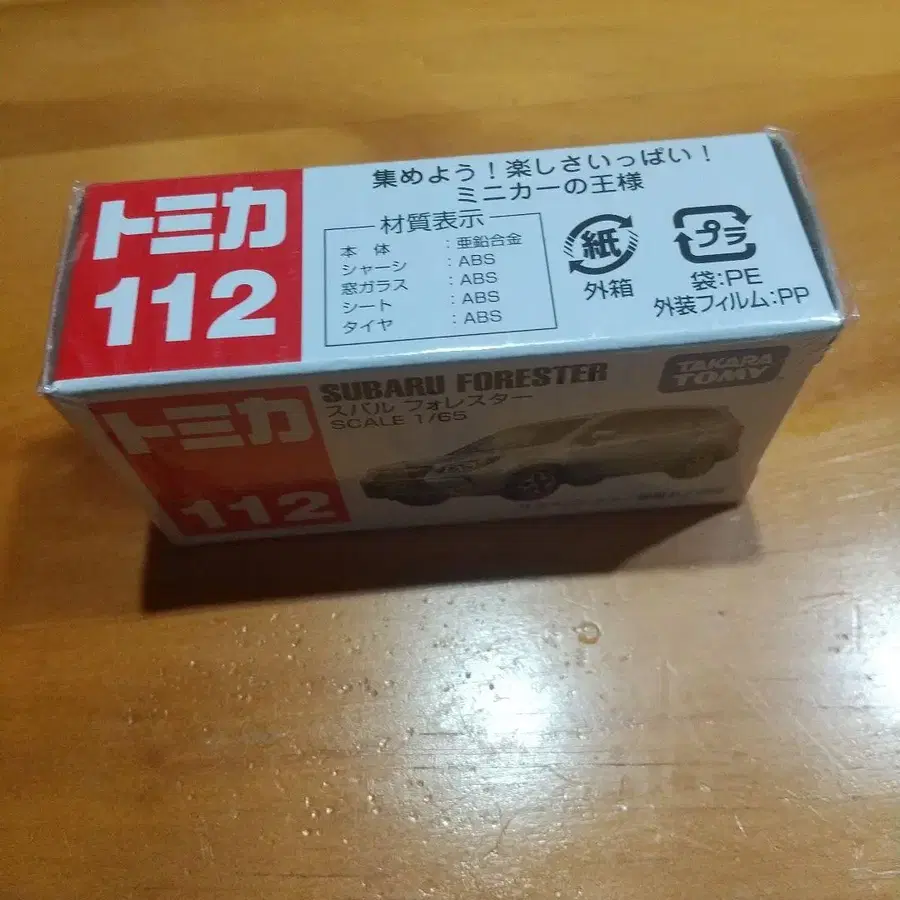 トミカ
112
集めよう!楽しさいっぱい!
ミニカーの王様
材質表示
本体 :亜鉛合金
シャーシ :ABS
窓ガラス :ABS
シート :ABS
タイヤ :ABS
紙
外箱
プラ
袋:PE
外装フィルム:PP
トミカ
112
SUBARU FORESTER
スバル フォレスター
SCALE 1/65
TAKARA
TOMY